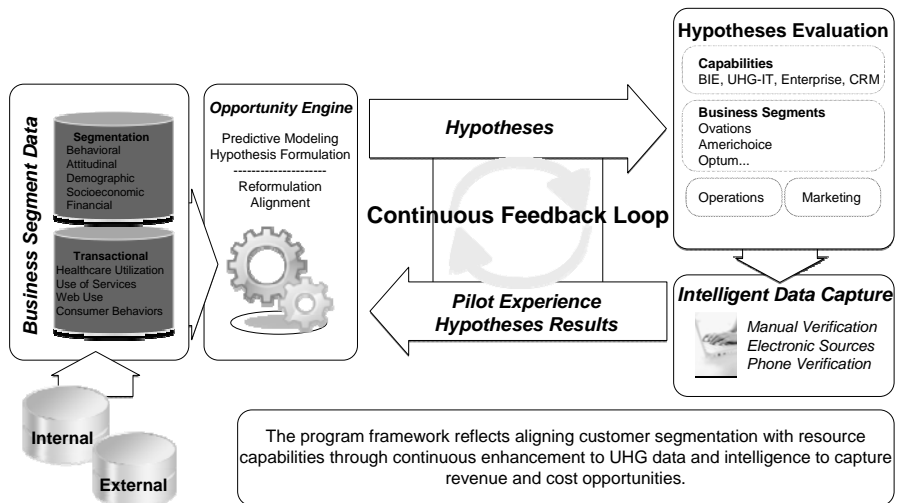 Business Segment Data
Segmentation
Behavioral
Attitudinal
Demographic
Socioeconomic
Financial
Transactional
Healthcare Utilization
Use of Services
Web Use
Consumer Behaviors
Internal
External
Opportunity Engine
Predictive Modeling
Hypothesis Formulation
---------------------
Reformulation
Alignment
Hypotheses
Continuous Feedback Loop
Pilot Experience
Hypotheses Results
Hypotheses Evaluation
Capabilities
BIE, UHG-IT, Enterprise, CRM
Business Segments
Ovations
Americhoice
Optum...
Operations
Marketing
Intelligent Data Capture
Manual Verification
Electronic Sources
Phone Verification
The program framework reflects aligning customer segmentation with resource
capabilities through continuous enhancement to UHG data and intelligence to capture
revenue and cost opportunities.